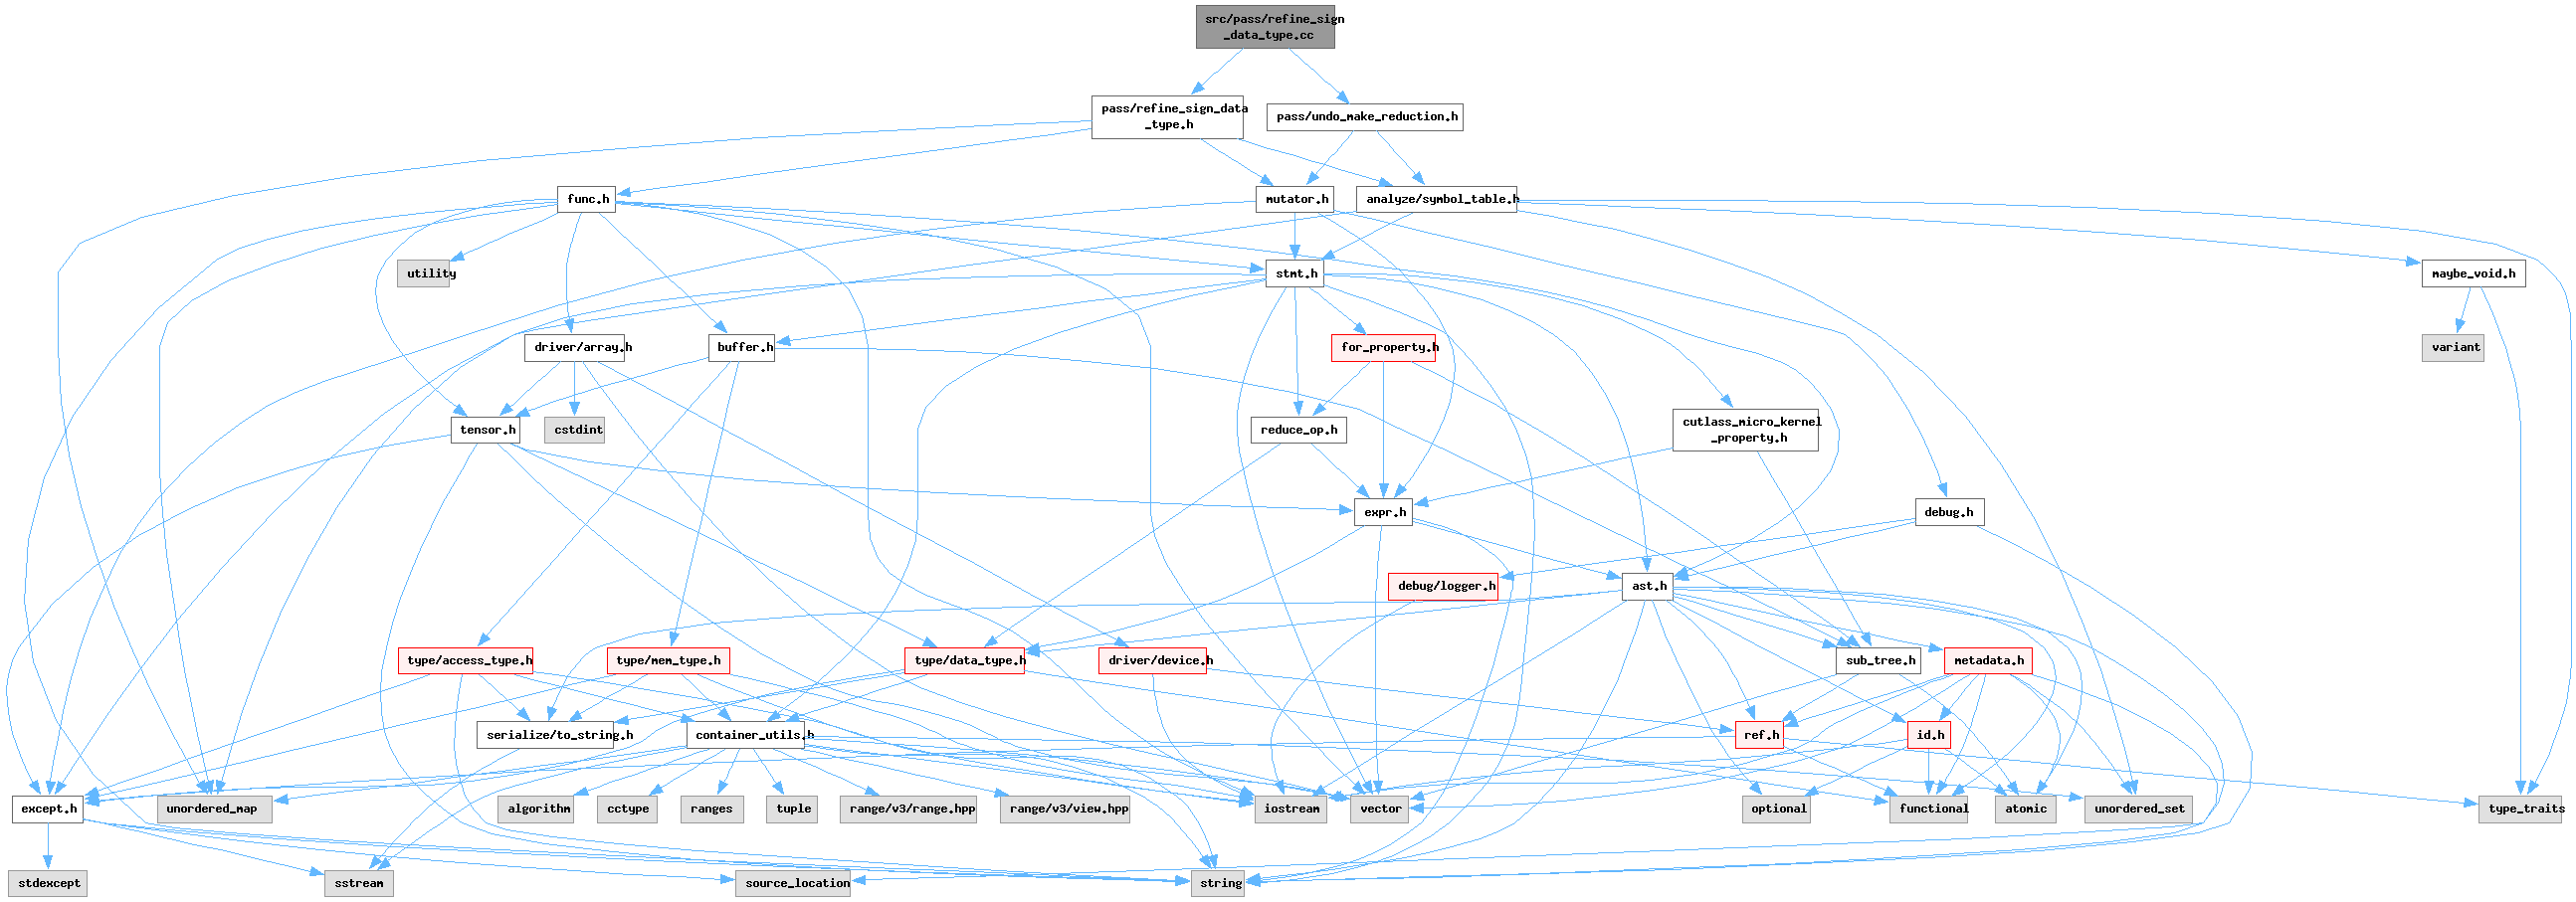 src/pass/refine_sign
_data_type.cc
pass/refine_sign_data
_type.h
pass/undo_make_reduction.h
func.h
mutator.h
analyze/symbol_table.h
utility
stmt.h
maybe_void.h
driver/array.h
buffer.h
for_property.h
variant
tensor.h
cstdint
reduce_op.h
cutlass_micro_kernel
_property.h
expr.h
debug.h
debug/logger.h
ast.h
type/access_type.h
type/mem_type.h
type/data_type.h
driver/device.h
sub_tree.h
metadata.h
serialize/to_string.h
container_utils.h
ref.h
id.h
except.h
unordered_map
algorithm
cctype
ranges
tuple
range/v3/range.hpp
range/v3/view.hpp
iostream
vector
optional
functional
atomic
unordered_set
type_traits
stdexcept
sstream
source_location
string